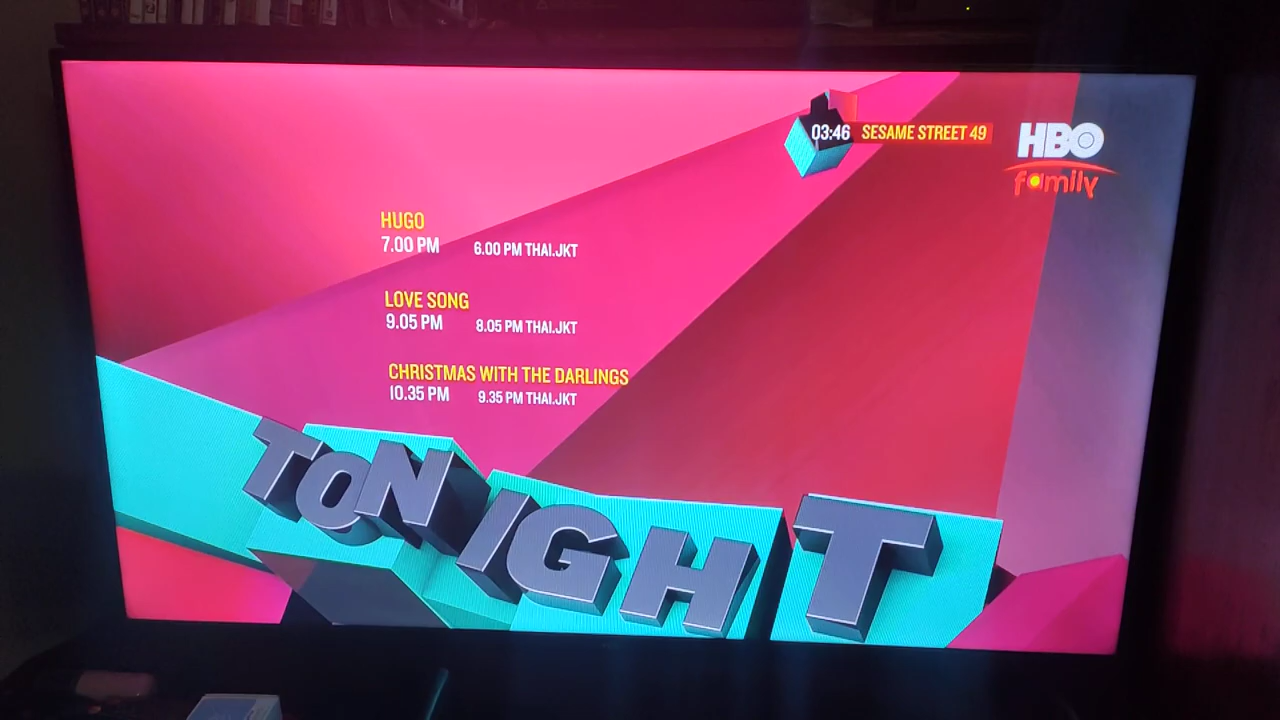 03:46 SESAME STREET 49
HBO
family
HUGO
7.00 PM 6.00 PM THAI.JKT
LOVE SONG
9.05 PM 8.05 PM THAI.JKT
CHRISTMAS WITH THE DARLINGS
10.35 PM 9.35 PM THAI.JKT
TONIGHT